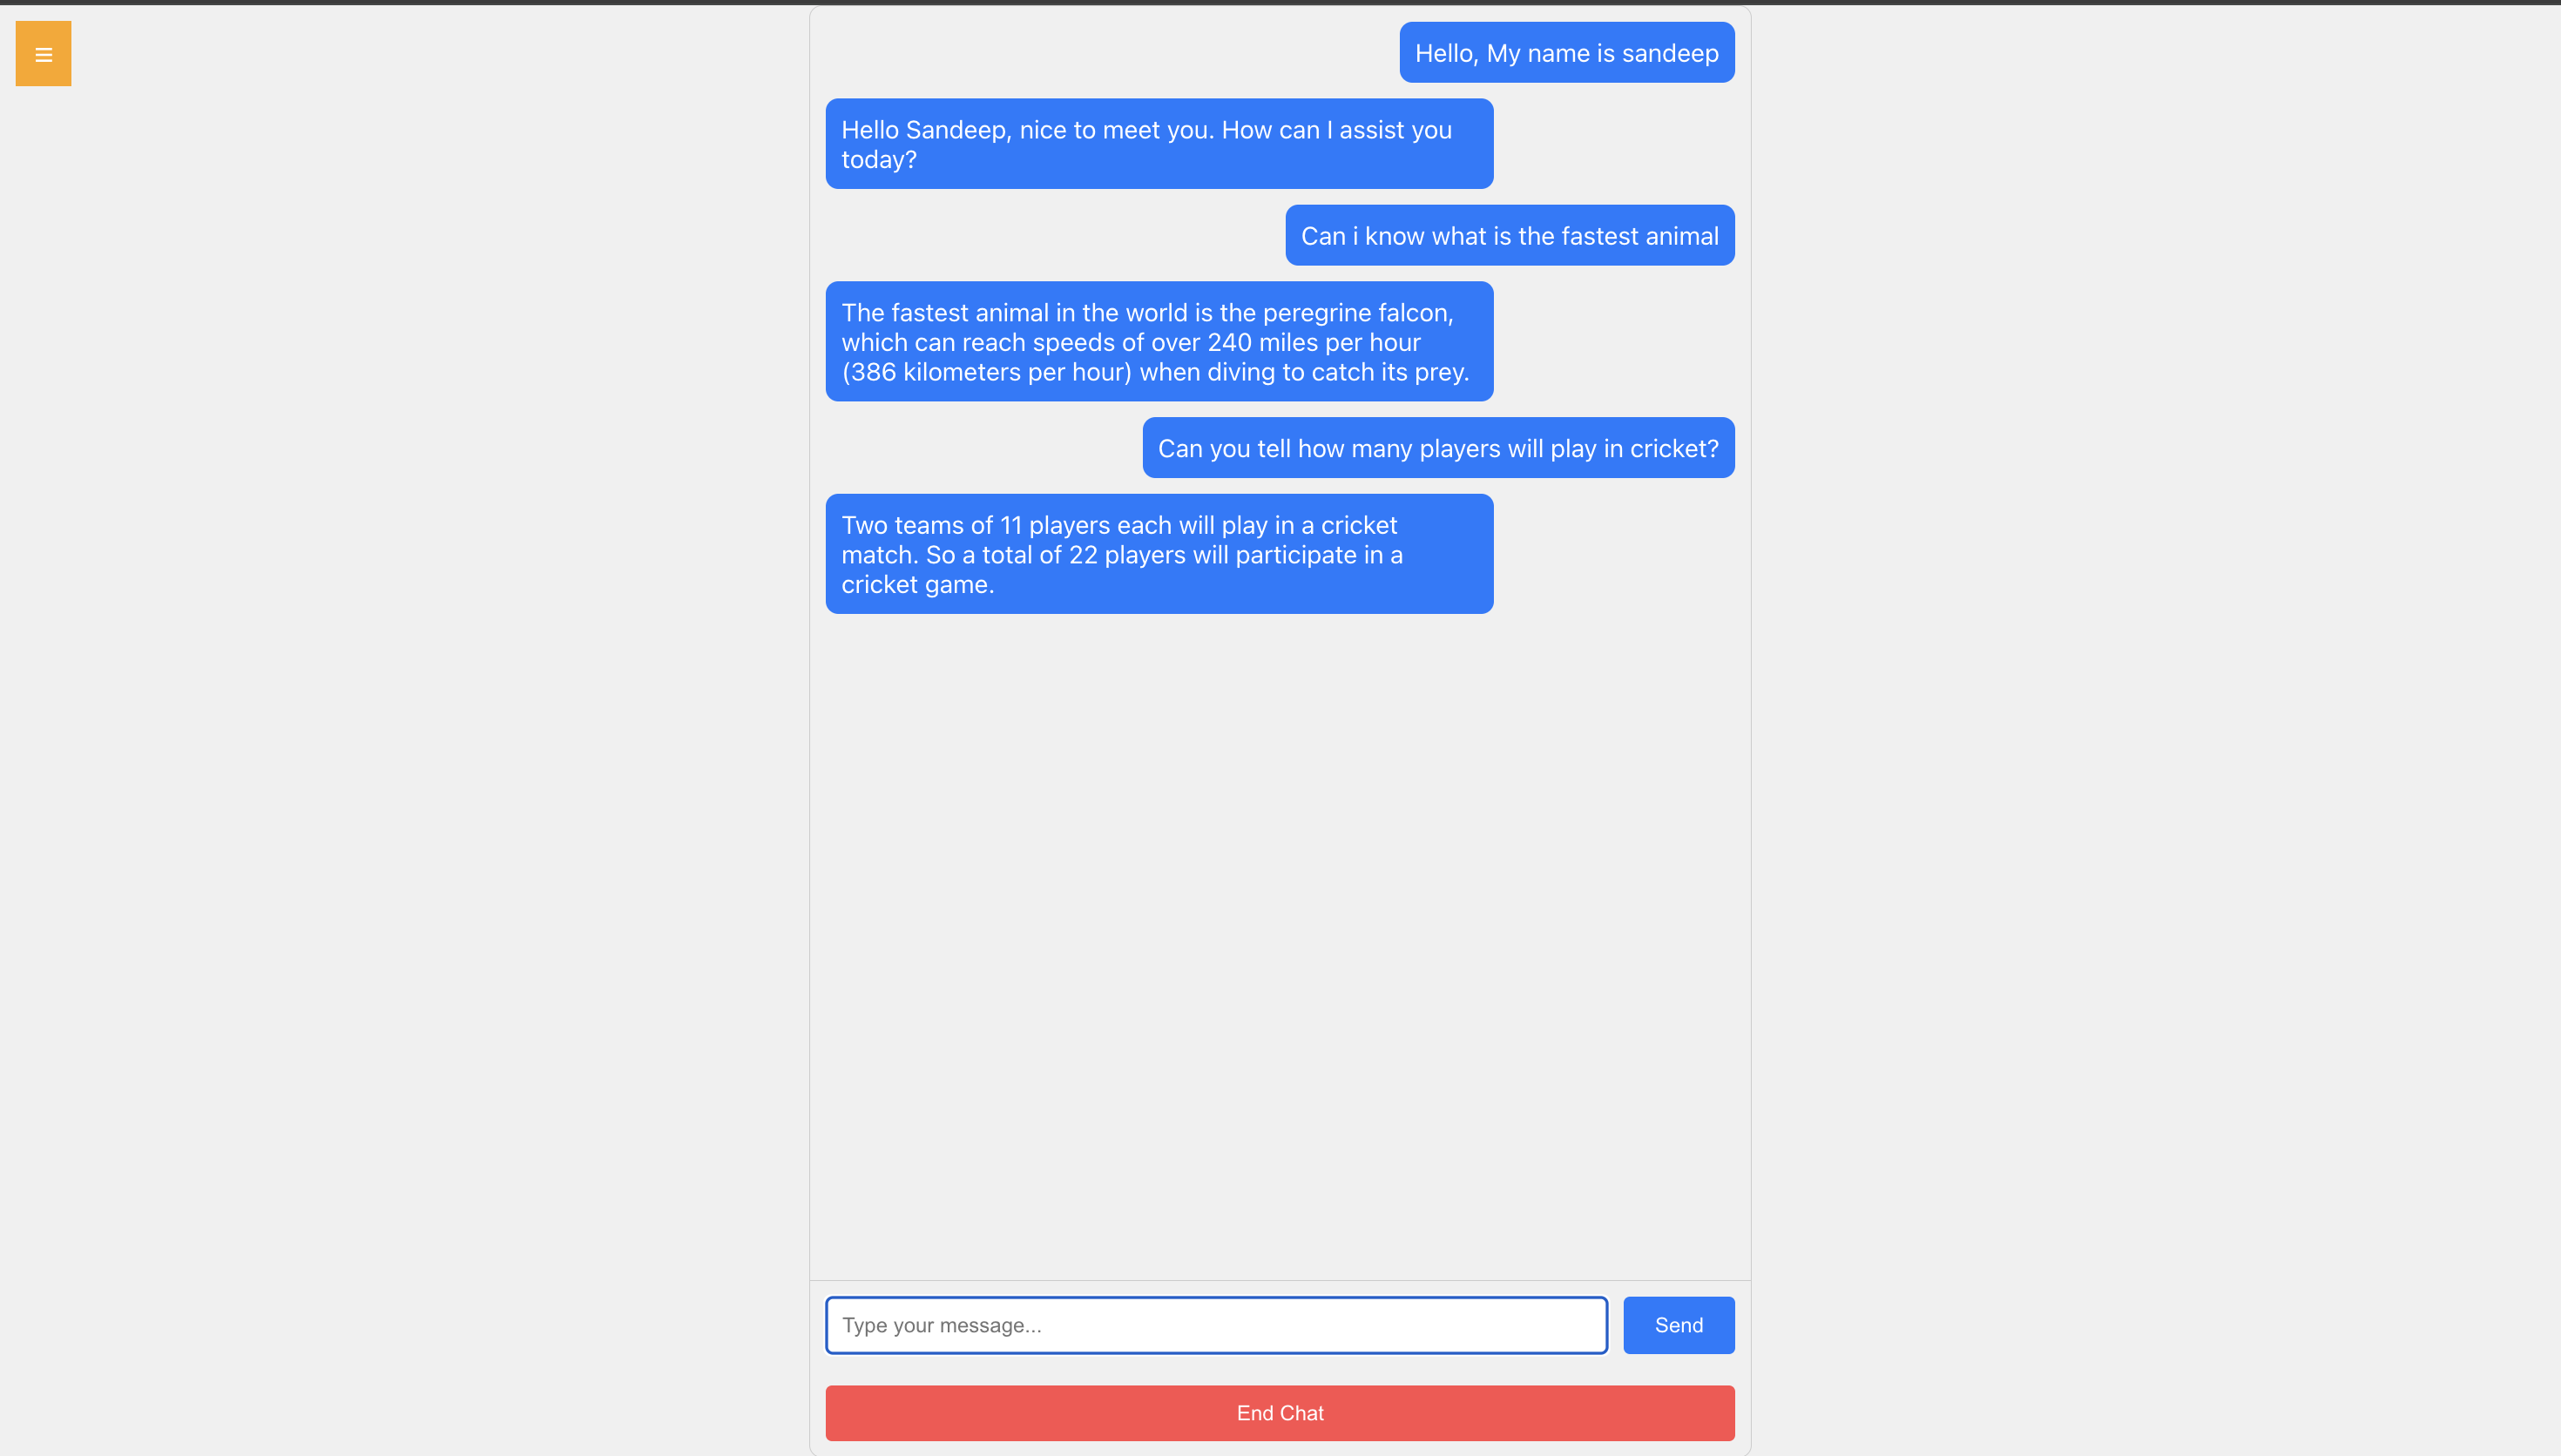 Hello, My name is sandeep
Hello Sandeep, nice to meet you. How can I assist you
today?
Can i know what is the fastest animal
The fastest animal in the world is the peregrine falcon,
which can reach speeds of over 240 miles per hour
(386 kilometers per hour) when diving to catch its prey.
Can you tell how many players will play in cricket?
Two teams of 11 players each will play in a cricket
match. So a total of 22 players will participate in a
cricket game.
Type your message...
Send
End Chat